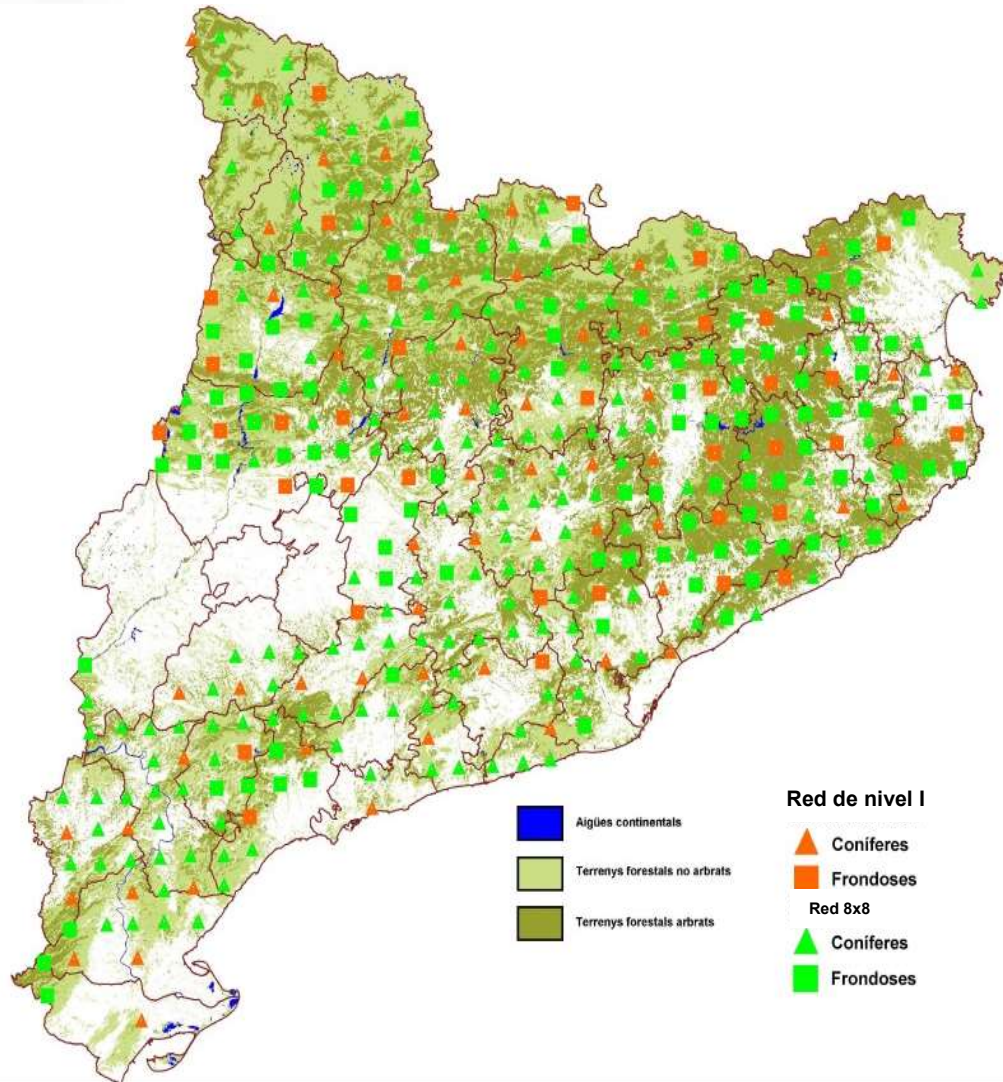 Aigües continentals
Terrenys forestals no arbrats
Terrenys forestals arbrats
Red de nivel I
Coníferes
Frondoses
Red 8x8
Coníferes
Frondoses